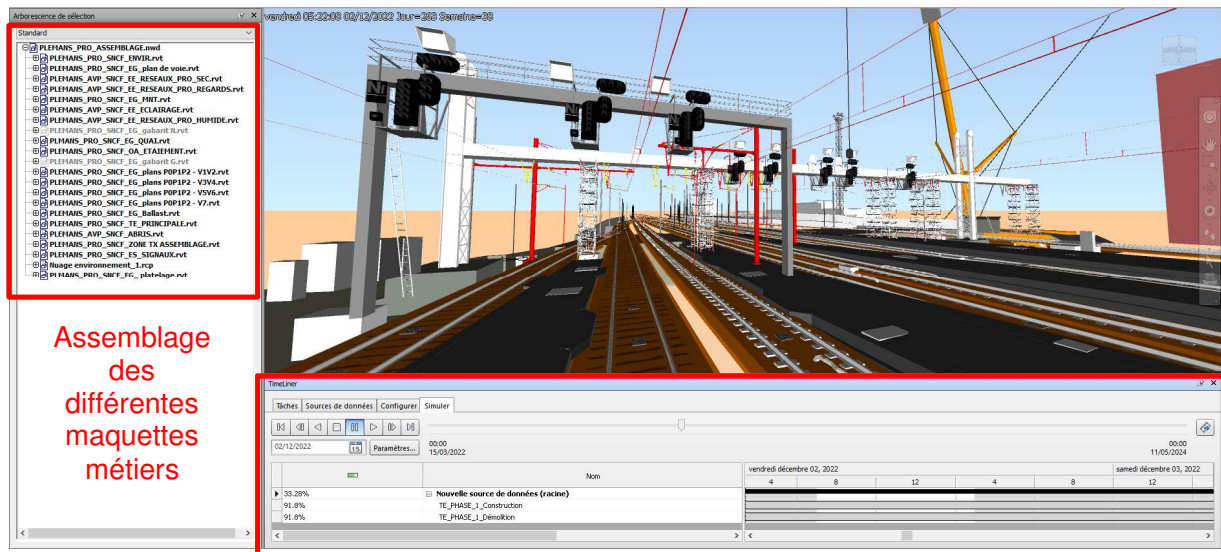 Arborescence de sélection
Standard
PLEMANS_PRO_ASSEMBLAGE.nwd
PLEMANS_PRO_SNCF_ENVIR.rvt
PLEMANS_PRO_SNCF_EG_plan de voie.rvt
PLEMANS_AVP_SNCF_EE_RESEAUX_PRO_SEC.rvt
PLEMANS_AVP_SNCF_EE_RESEAUX_PRO_REGARDS.rvt
PLEMANS_PRO_SNCF_EG_MNT.rvt
PLEMANS_AVP_SNCF_EE_ECLAIRAGE.rvt
PLEMANS_AVP_SNCF_EE_RESEAUX_PRO_HUMIDE.rvt
PLEMANS_PRO_SNCF_EG_gabarit N.rvt
PLEMANS_PRO_SNCF_EG_QUAI.rvt
PLEMANS_PRO_SNCF_OA_ETAIEMENT.rvt
PLEMANS_PRO_SNCF_EG_gabarit G.rvt
PLEMANS_PRO_SNCF_EG_plans P0P1P2 - V1V2.rvt
PLEMANS_PRO_SNCF_EG_plans P0P1P2 - V3V4.rvt
PLEMANS_PRO_SNCF_EG_plans P0P1P2 - V5V6.rvt
PLEMANS_PRO_SNCF_EG_plans P0P1P2 - V7.rvt
PLEMANS_PRO_SNCF_EG_Ballast.rvt
PLEMANS_PRO_SNCF_TE_PRINCIPALE.rvt
PLEMANS_AVP_SNCF_ABRIS.rvt
PLEMANS_PRO_SNCF_ZONE TX ASSEMBLAGE.rvt
PLEMANS_PRO_SNCF_ES_SIGNAUX.rvt
Nuage environnement_1.rcp
PLEMANS_PRO_SNCF_EG_ platelage.rvt
Assemblage
des
différentes
maquettes
métiers
vendredi 05:22:08 02/12/2022 Jour=263 Semaine=38
TimeLiner
Tâches Sources de données Configurer Simuler
02/12/2022 15 Paramètres...
00:00
15/03/2022
00:00
11/05/2024
Nom
vendredi décembre 02, 2022 samedi décembre 03, 2022
4 8 12 4 8 12
33.28% Nouvelle source de données (racine)
91.8% TE_PHASE_1_Construction
91.8% TE_PHASE_1_Démolition